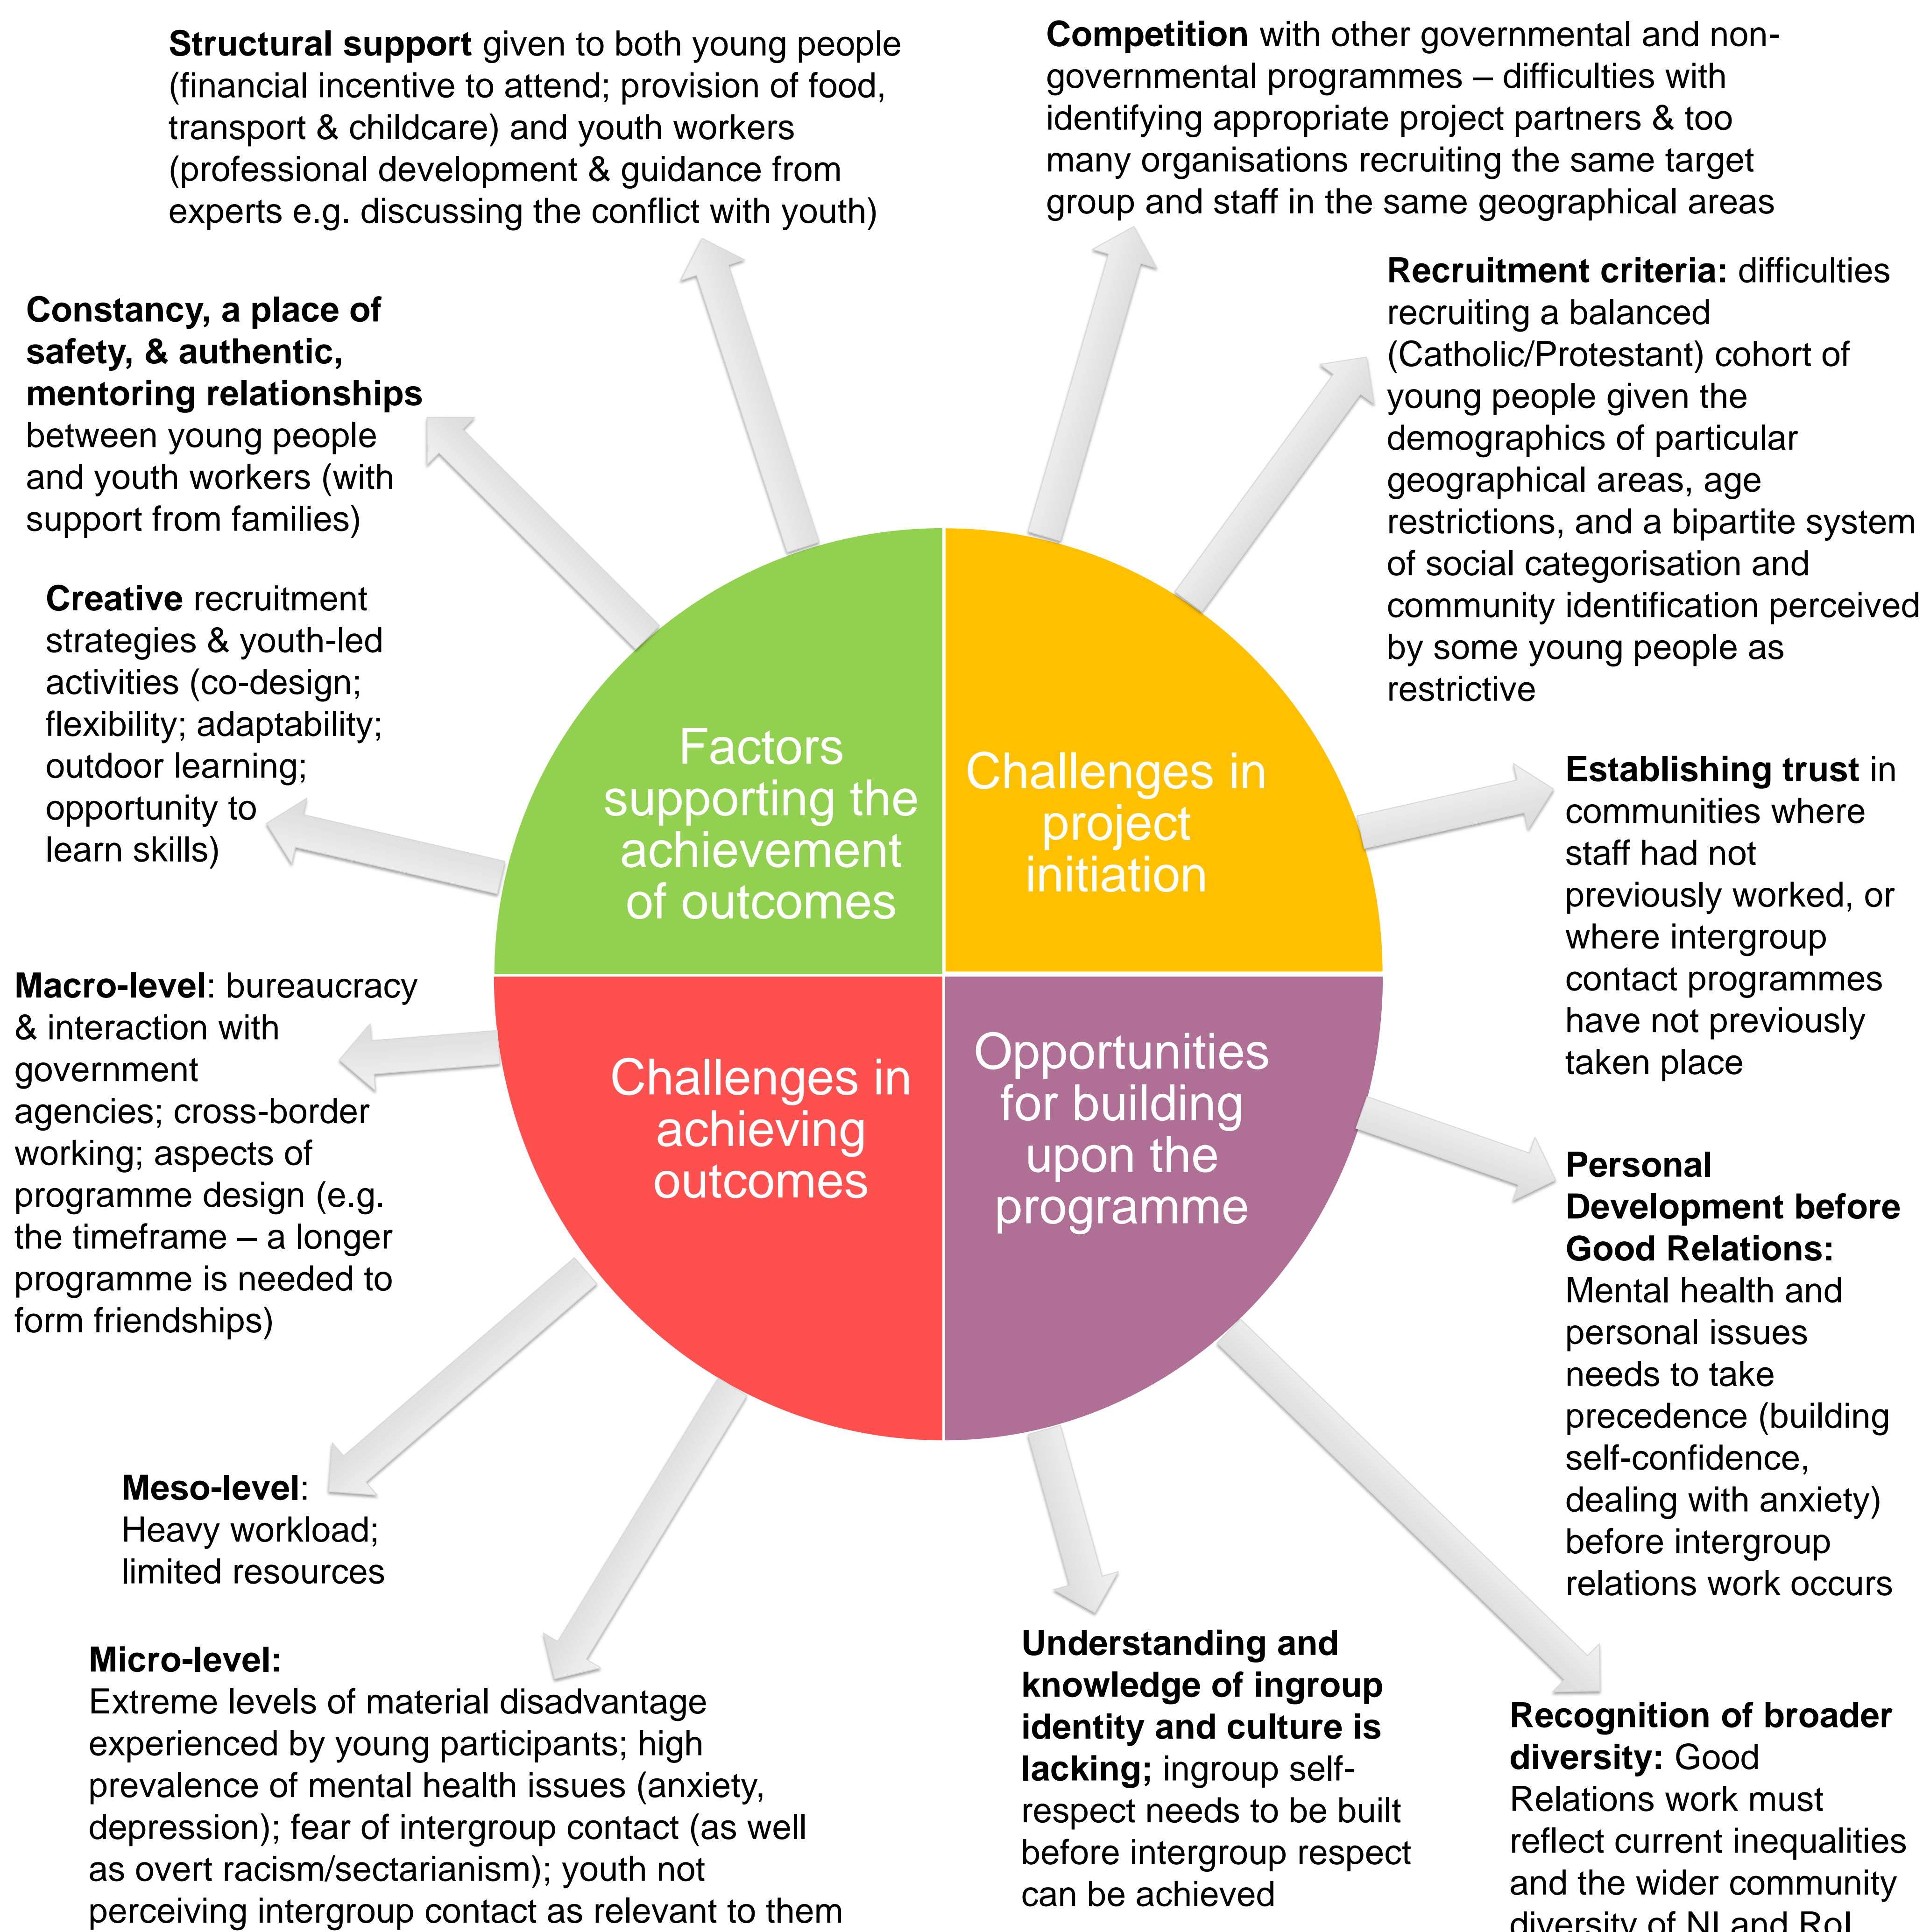 Structural support given to both young people
(financial incentive to attend; provision of food,
transport & childcare) and youth workers
(professional development & guidance from
experts e.g. discussing the conflict with youth)
Competition with other governmental and non-
governmental programmes – difficulties with
identifying appropriate project partners & too
many organisations recruiting the same target
group and staff in the same geographical areas
Constancy, a place of
safety, & authentic,
mentoring relationships
between young people
and youth workers (with
support from families)
Recruitment criteria: difficulties
recruiting a balanced
(Catholic/Protestant) cohort of
young people given the
demographics of particular
geographical areas, age
restrictions, and a bipartite system
of social categorisation and
community identification perceived
by some young people as
restrictive
Creative recruitment
strategies & youth-led
activities (co-design;
flexibility; adaptability;
outdoor learning;
opportunity to
learn skills)
Factors
supporting the
achievement
of outcomes
Challenges in
project
initiation
Establishing trust in
communities where
staff had not
previously worked, or
where intergroup
contact programmes
have not previously
taken place
Macro-level: bureaucracy
& interaction with
government
agencies; cross-border
working; aspects of
programme design (e.g.
the timeframe – a longer
programme is needed to
form friendships)
Challenges in
achieving
outcomes
Opportunities
for building
upon the
programme
Personal
Development before
Good Relations:
Mental health and
personal issues
needs to take
precedence (building
self-confidence,
dealing with anxiety)
before intergroup
relations work occurs
Meso-level:
Heavy workload;
limited resources
Micro-level:
Extreme levels of material disadvantage
experienced by young participants; high
prevalence of mental health issues (anxiety,
depression); fear of intergroup contact (as well
as overt racism/sectarianism); youth not
perceiving intergroup contact as relevant to them
Understanding and
knowledge of ingroup
identity and culture is
lacking; ingroup self-
respect needs to be built
before intergroup respect
can be achieved
Recognition of broader
diversity: Good
Relations work must
reflect current inequalities
and the wider community
diversity of NI and RoI